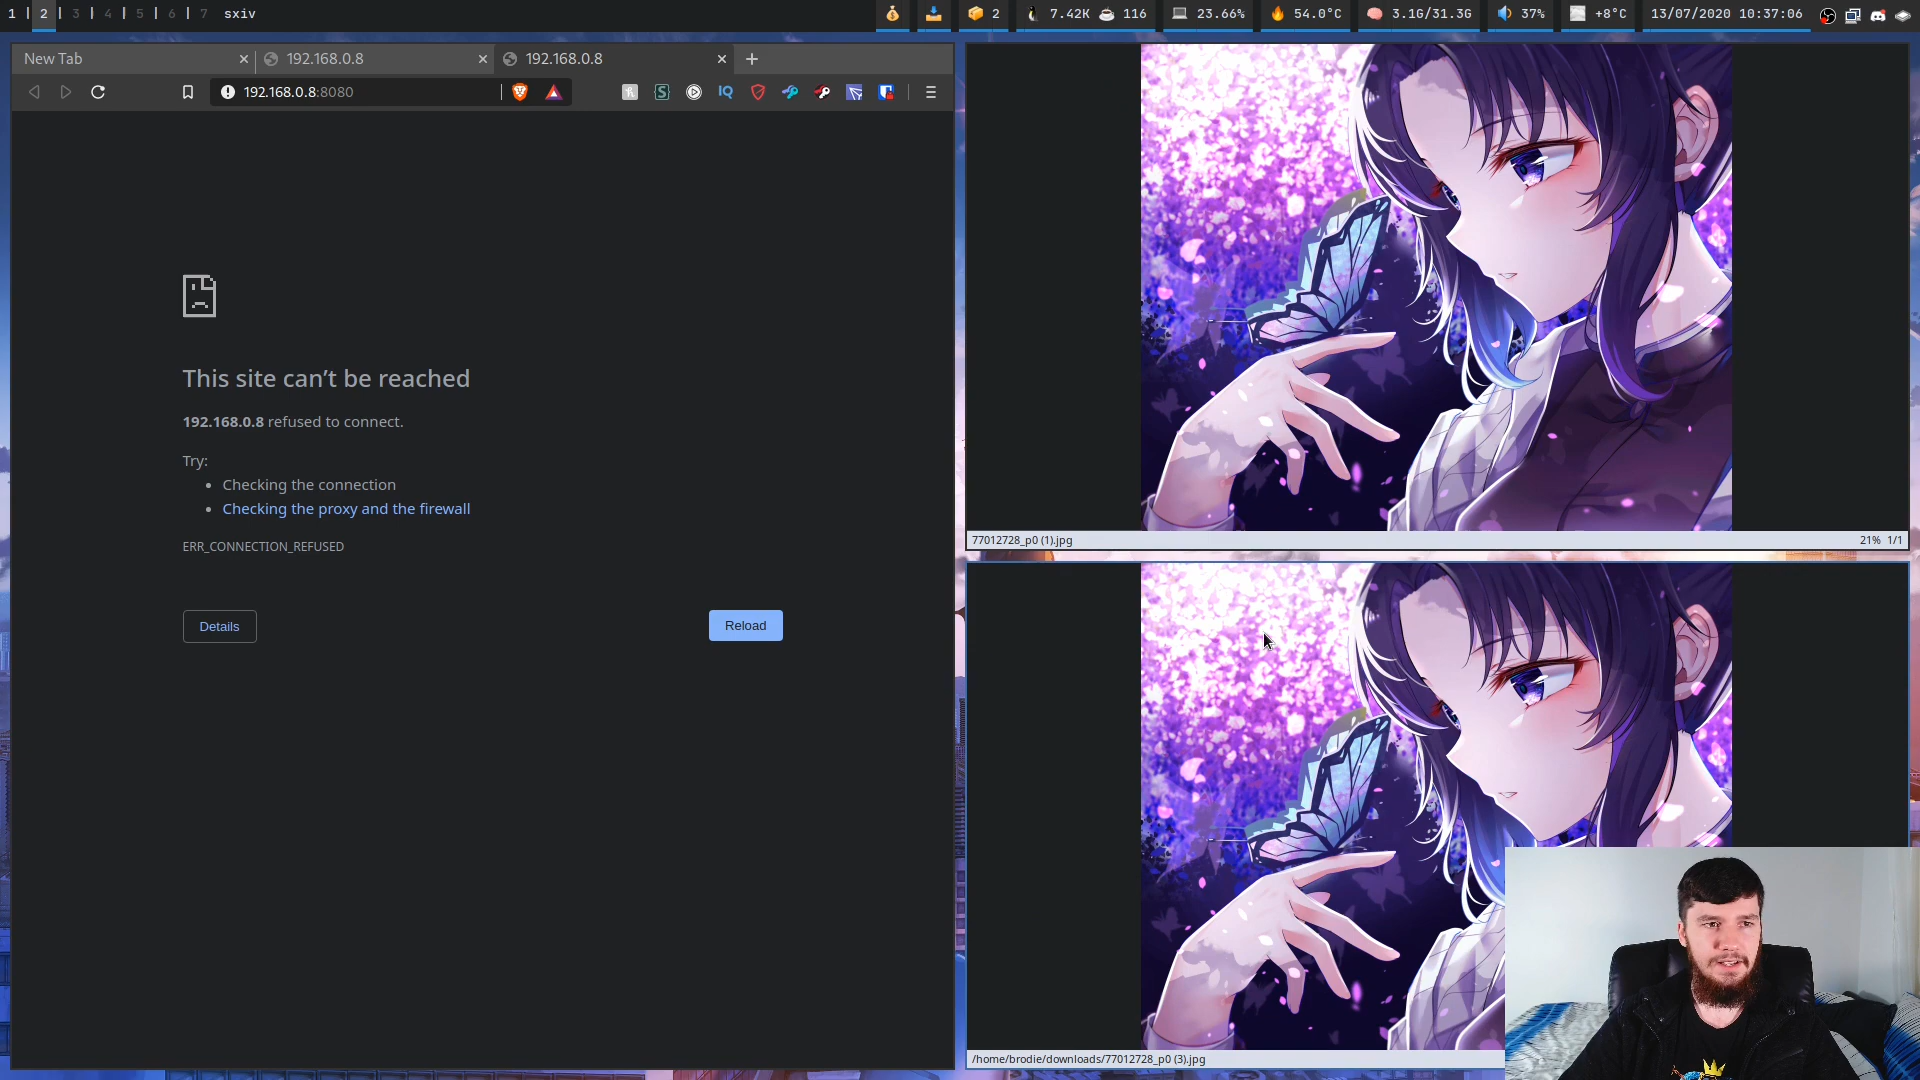 1 | 2 | 3 | 4 | 5 | 6 | 7 sxiv
2 7.42K 116 23.66% 54.0°C 3.1G/31.3G 37% +8°C 13/07/2020 10:37:06
New Tab 192.168.0.8 192.168.0.8
192.168.0.8:8080 IQ
This site can’t be reached
192.168.0.8 refused to connect.
Try:
Checking the connection
Checking the proxy and the firewall
ERR_CONNECTION_REFUSED
Details Reload
77012728_p0 (1).jpg 21% 1/1
/home/brodie/downloads/77012728_p0 (3).jpg